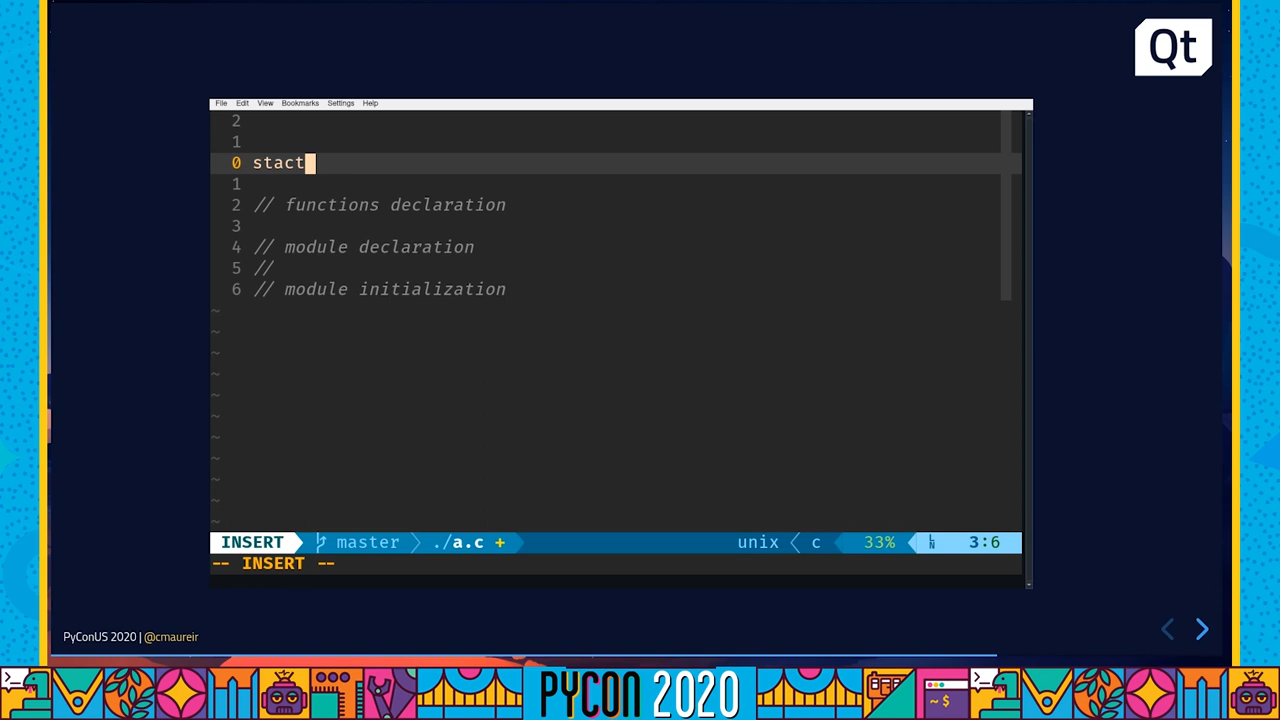 Qt
File Edit View Bookmarks Settings Help
2
1
0 stact
1
2 // functions declaration
3
4 // module declaration
5 //
6 // module initialization
~
~
~
~
~
~
~
~
~
~
~
INSERT master ./a.c + unix c 33% LN 3:6
-- INSERT --
PyConUS 2020 | @cmaureir
PYCON 2020
~ $